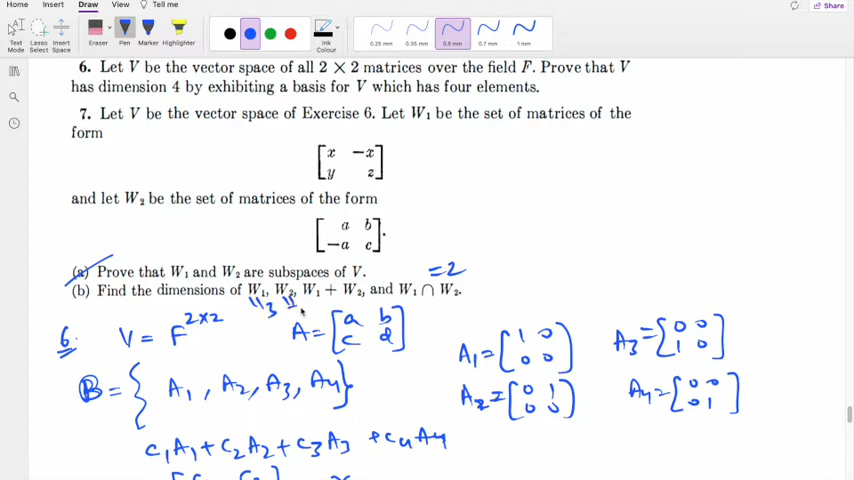 Home Insert Draw View Tell me
Share
Text Mode
Lasso Select
Insert Space
Eraser
Pen
Marker
Highlighter
0.25 mm
0.35 mm
0.5 mm
0.7 mm
1 mm
Ink Colour
6. Let V be the vector space of all 2 × 2 matrices over the field F. Prove that V
has dimension 4 by exhibiting a basis for V which has four elements.
7. Let V be the vector space of Exercise 6. Let W₁ be the set of matrices of the
form
[x −x]
[y z]
and let W₂ be the set of matrices of the form
[a b]
[−a c].
(a) Prove that W₁ and W₂ are subspaces of V.
=2
(b) Find the dimensions of W₁, W₂, W₁ + W₂, and W₁ ∩ W₂.
3
6. V = F^2×2 A = [a b; c d] A₁ = [1 0; 0 0] A₃ = [0 0; 1 0]
B = { A₁, A₂, A₃, A₄} A₂ = [0 1; 0 0] A₄ = [0 0; 0 1]
c₁A₁ + c₂A₂ + c₃A₃ + c₄A₄